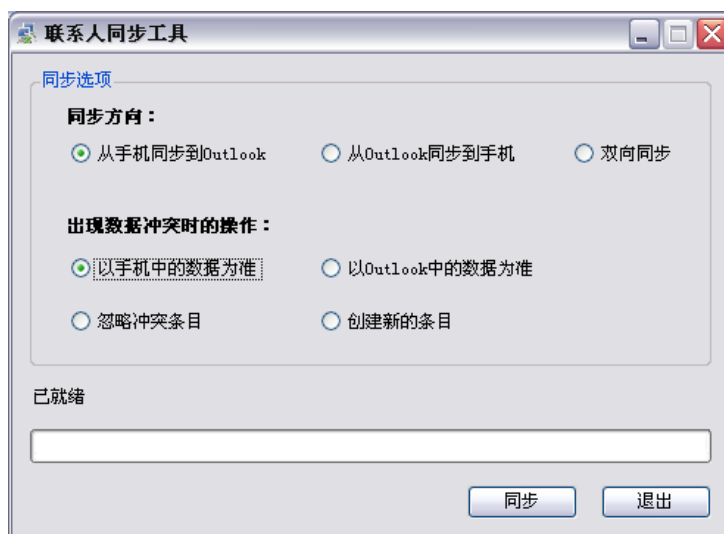 联系人同步工具
同步选项
同步方向：
从手机同步到Outlook 从Outlook同步到手机 双向同步
出现数据冲突时的操作：
以手机中的数据为准 以Outlook中的数据为准
忽略冲突条目 创建新的条目
已就绪
同步 退出